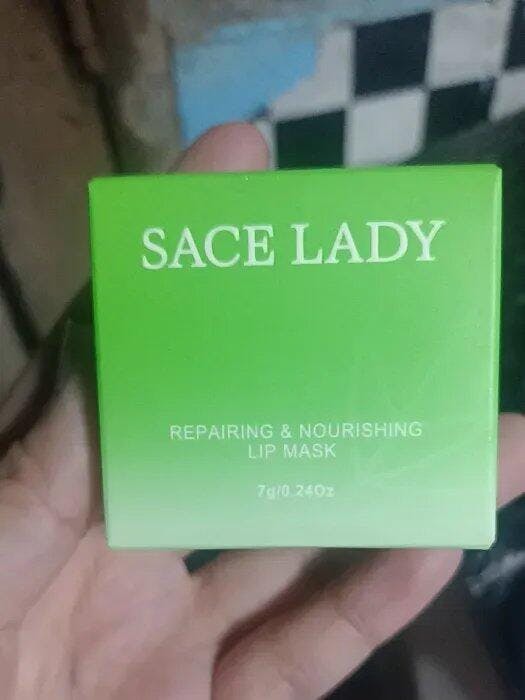 SACE LADY
REPAIRING & NOURISHING
LIP MASK
7g/0.24Oz